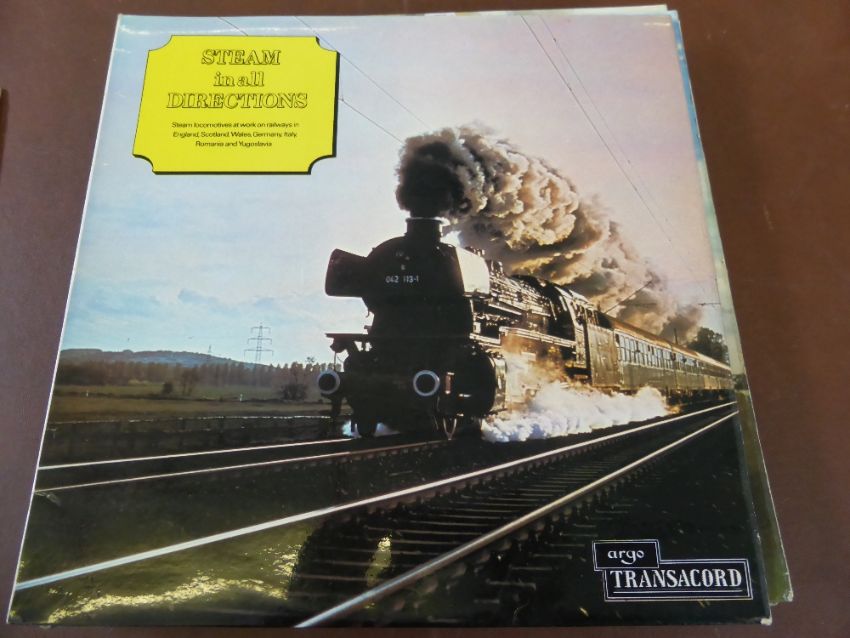 STEAM
in all
DIRECTIONS
Steam locomotives at work on railways in
England, Scotland, Wales, Germany, Italy,
Romania and Yugoslavia
042 113-1
argo
TRANSACORD